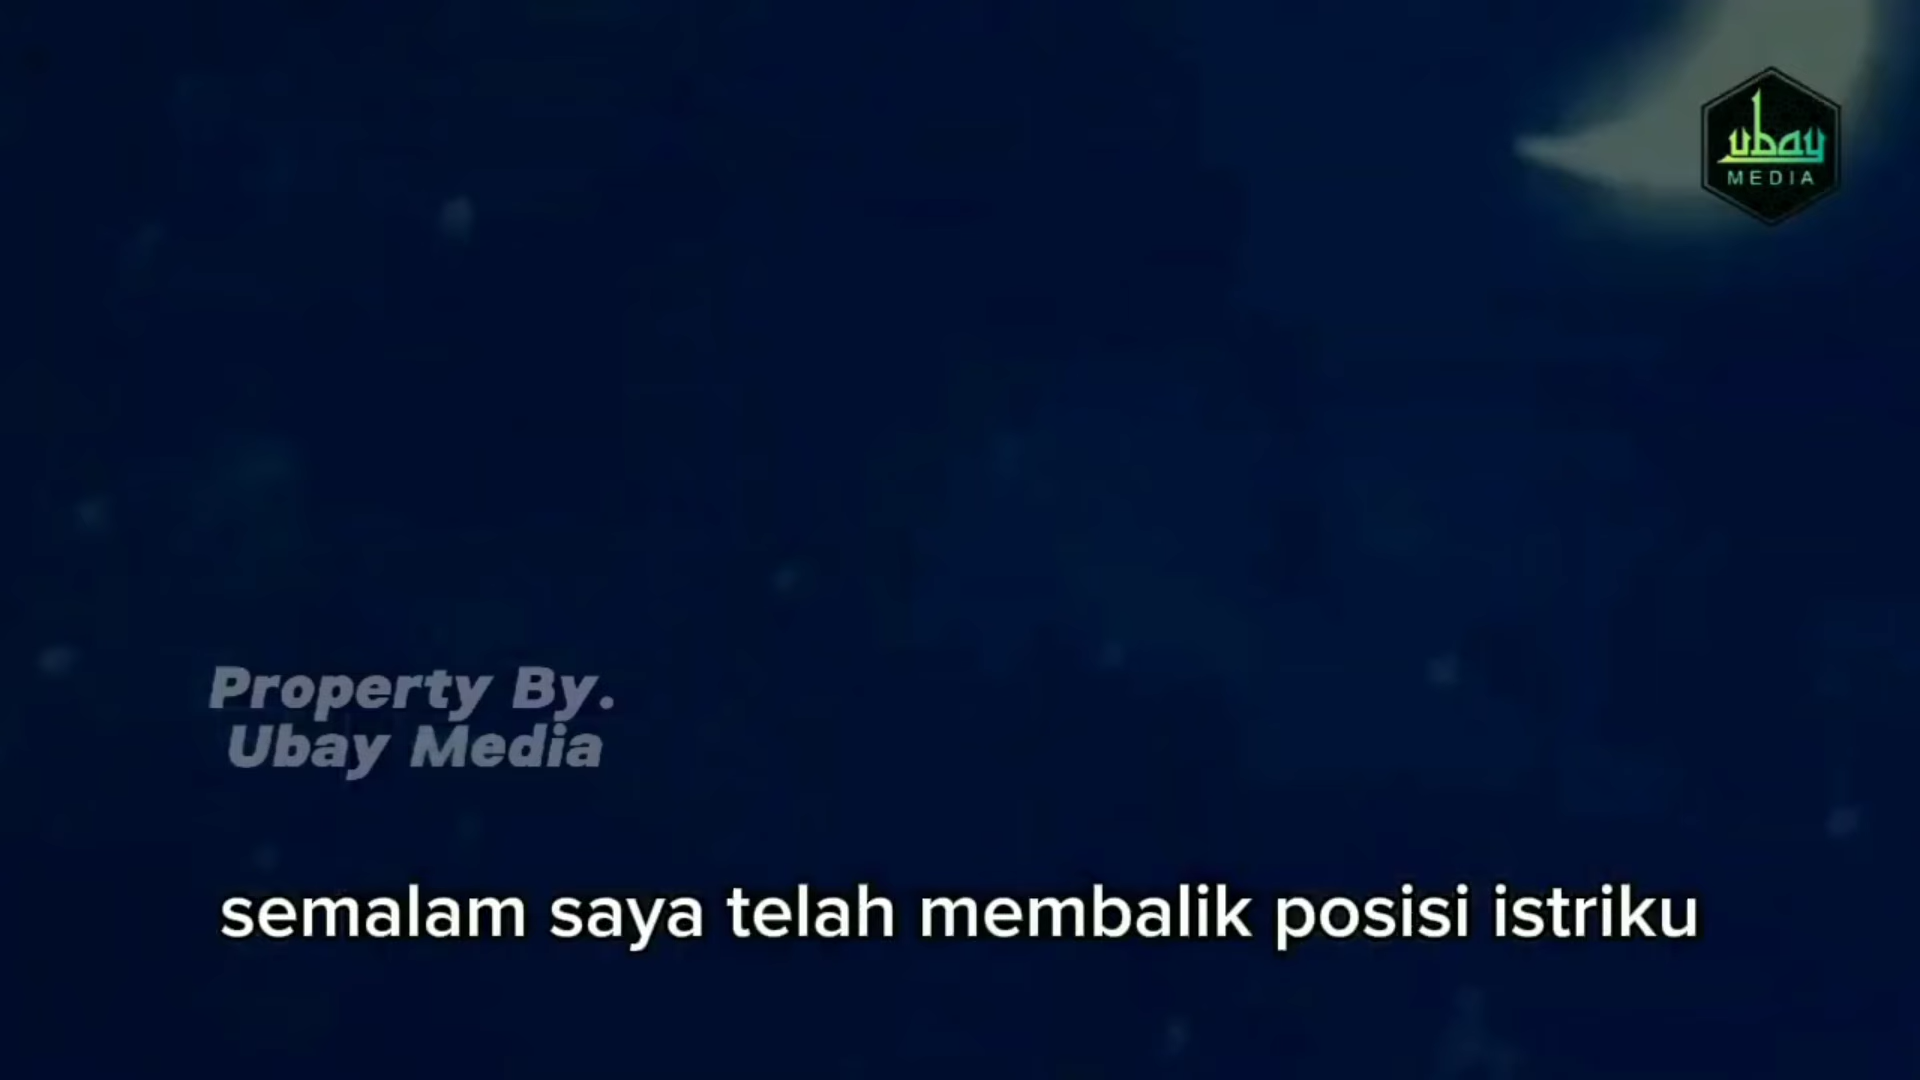 ubay
MEDIA
Property By.
Ubay Media
semalam saya telah membalik posisi istriku